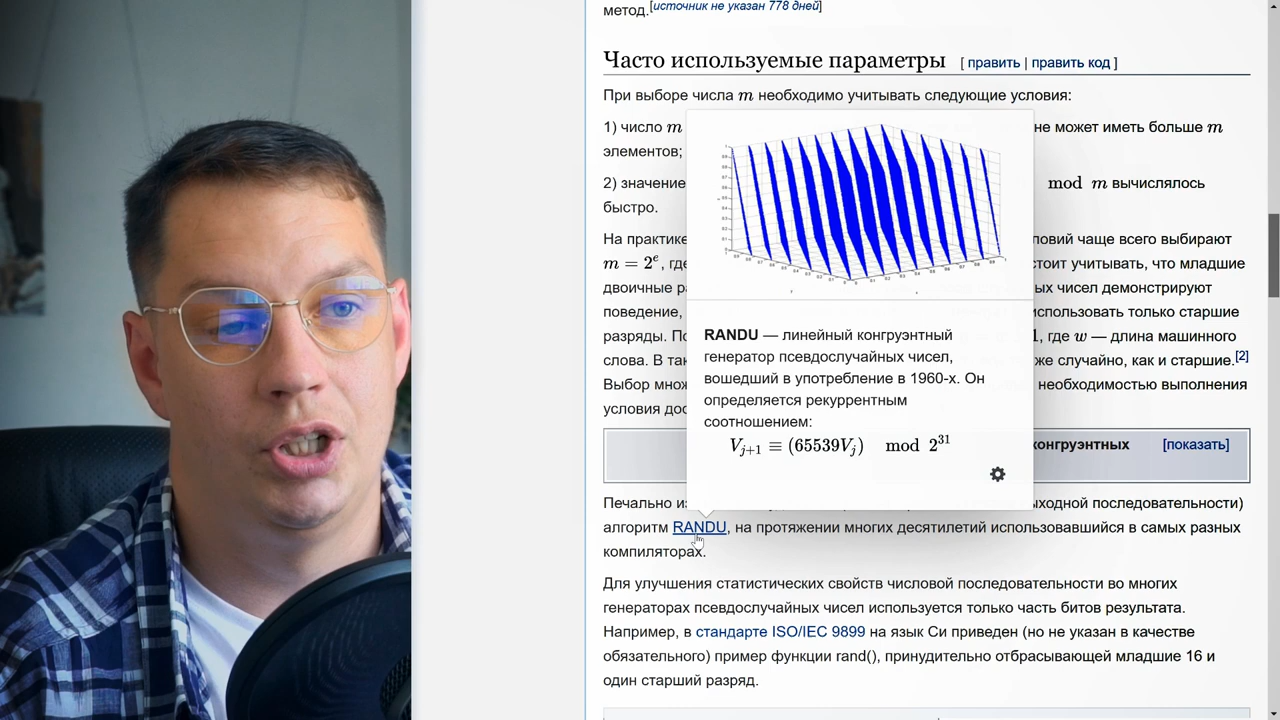 метод.[источник не указан 778 дней]
Часто используемые параметры [ править | править код ]
При выборе числа m необходимо учитывать следующие условия:
1) число m не может иметь больше m
элементов;
2) значение mod m вычислялось
быстро.
На практике ловий чаще всего выбирают
m = 2^e, где стоит учитывать, что младшие
двоичные ра ых чисел демонстрируют
поведение, использовать только старшие
разряды. По 1, где w — длина машинного
слова. В так же случайно, как и старшие.[2]
Выбор множ необходимостью выполнения
условия дос
конгруэнтных [показать]
RANDU — линейный конгруэнтный
генератор псевдослучайных чисел,
вошедший в употребление в 1960-х. Он
определяется рекуррентным
соотношением:
V_{j+1} ≡ (65539V_j) mod 2^{31}
Печально из ыходной последовательности)
алгоритм RANDU, на протяжении многих десятилетий использовавшийся в самых разных
компиляторах.
Для улучшения статистических свойств числовой последовательности во многих
генераторах псевдослучайных чисел используется только часть битов результата.
Например, в стандарте ISO/IEC 9899 на язык Си приведен (но не указан в качестве
обязательного) пример функции rand(), принудительно отбрасывающей младшие 16 и
один старший разряд.